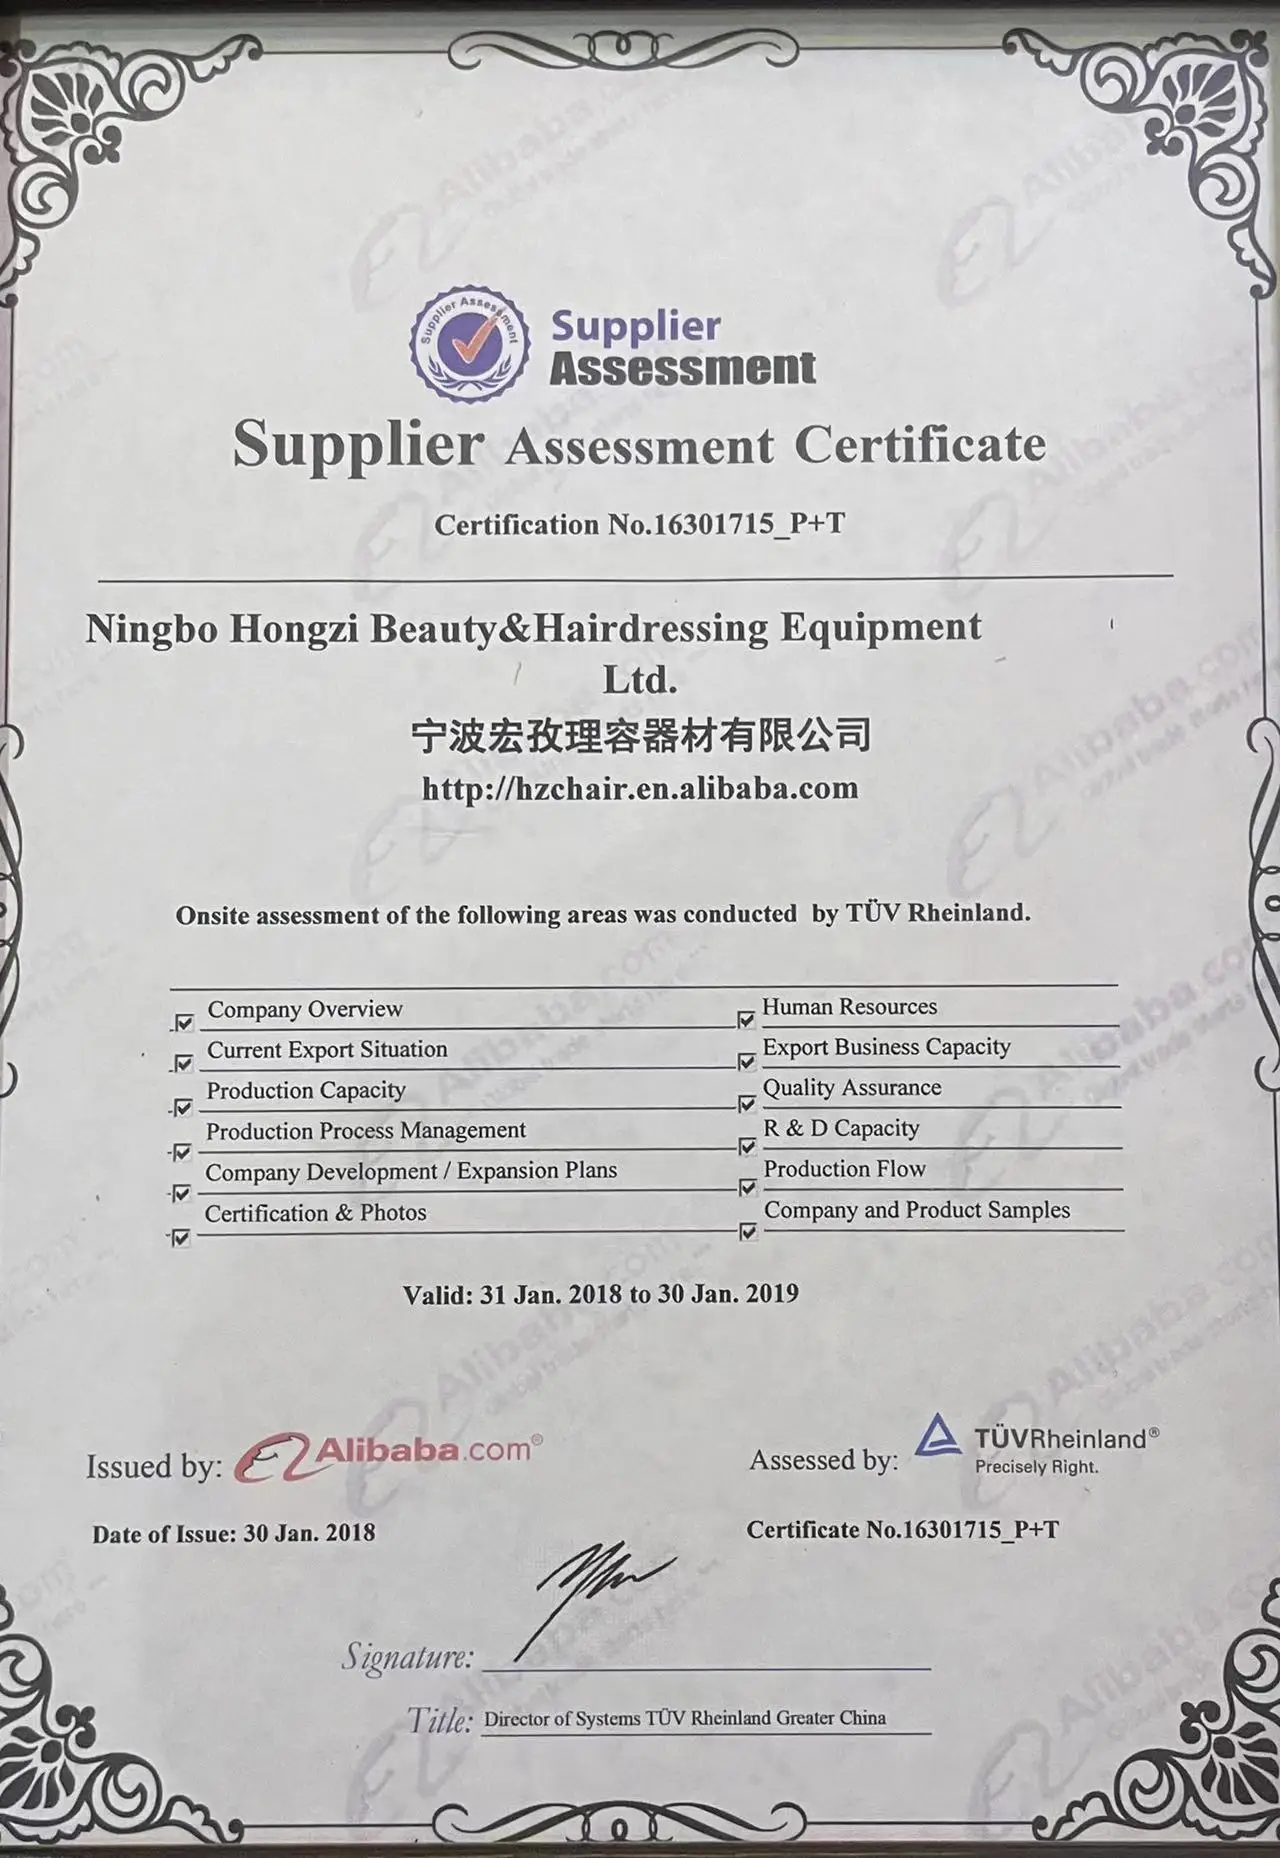 Supplier Assessment
Supplier
Assessment
Supplier Assessment Certificate
Certification No.16301715_P+T
Ningbo Hongzi Beauty&Hairdressing Equipment
Ltd.
宁波宏孜理容器材有限公司
http://hzchair.en.alibaba.com
Onsite assessment of the following areas was conducted by TÜV Rheinland.
Company Overview
Human Resources
Current Export Situation
Export Business Capacity
Production Capacity
Quality Assurance
Production Process Management
R & D Capacity
Company Development / Expansion Plans
Production Flow
Certification & Photos
Company and Product Samples
Valid: 31 Jan. 2018 to 30 Jan. 2019
Issued by: Alibaba.com®
Assessed by: TÜVRheinland®
Precisely Right.
Date of Issue: 30 Jan. 2018
Certificate No.16301715_P+T
Signature:
Title: Director of Systems TÜV Rheinland Greater China